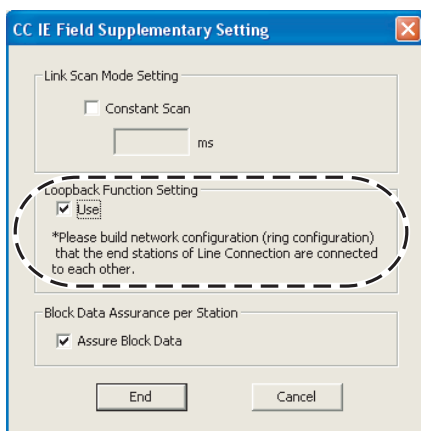 CC IE Field Supplementary Setting
Link Scan Mode Setting
Constant Scan
ms
Loopback Function Setting
Use
*Please build network configuration (ring configuration)
that the end stations of Line Connection are connected
to each other.
Block Data Assurance per Station
Assure Block Data
End Cancel